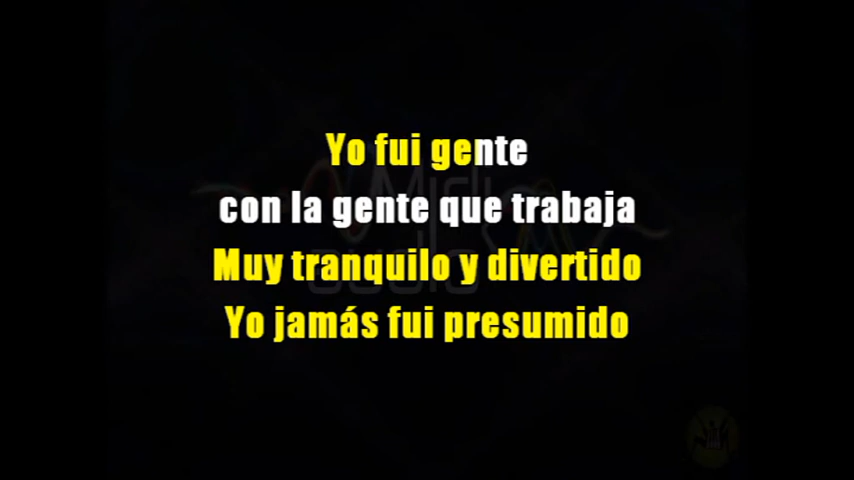 Yo fui gente
con la gente que trabaja
Muy tranquilo y divertido
Yo jamás fui presumido